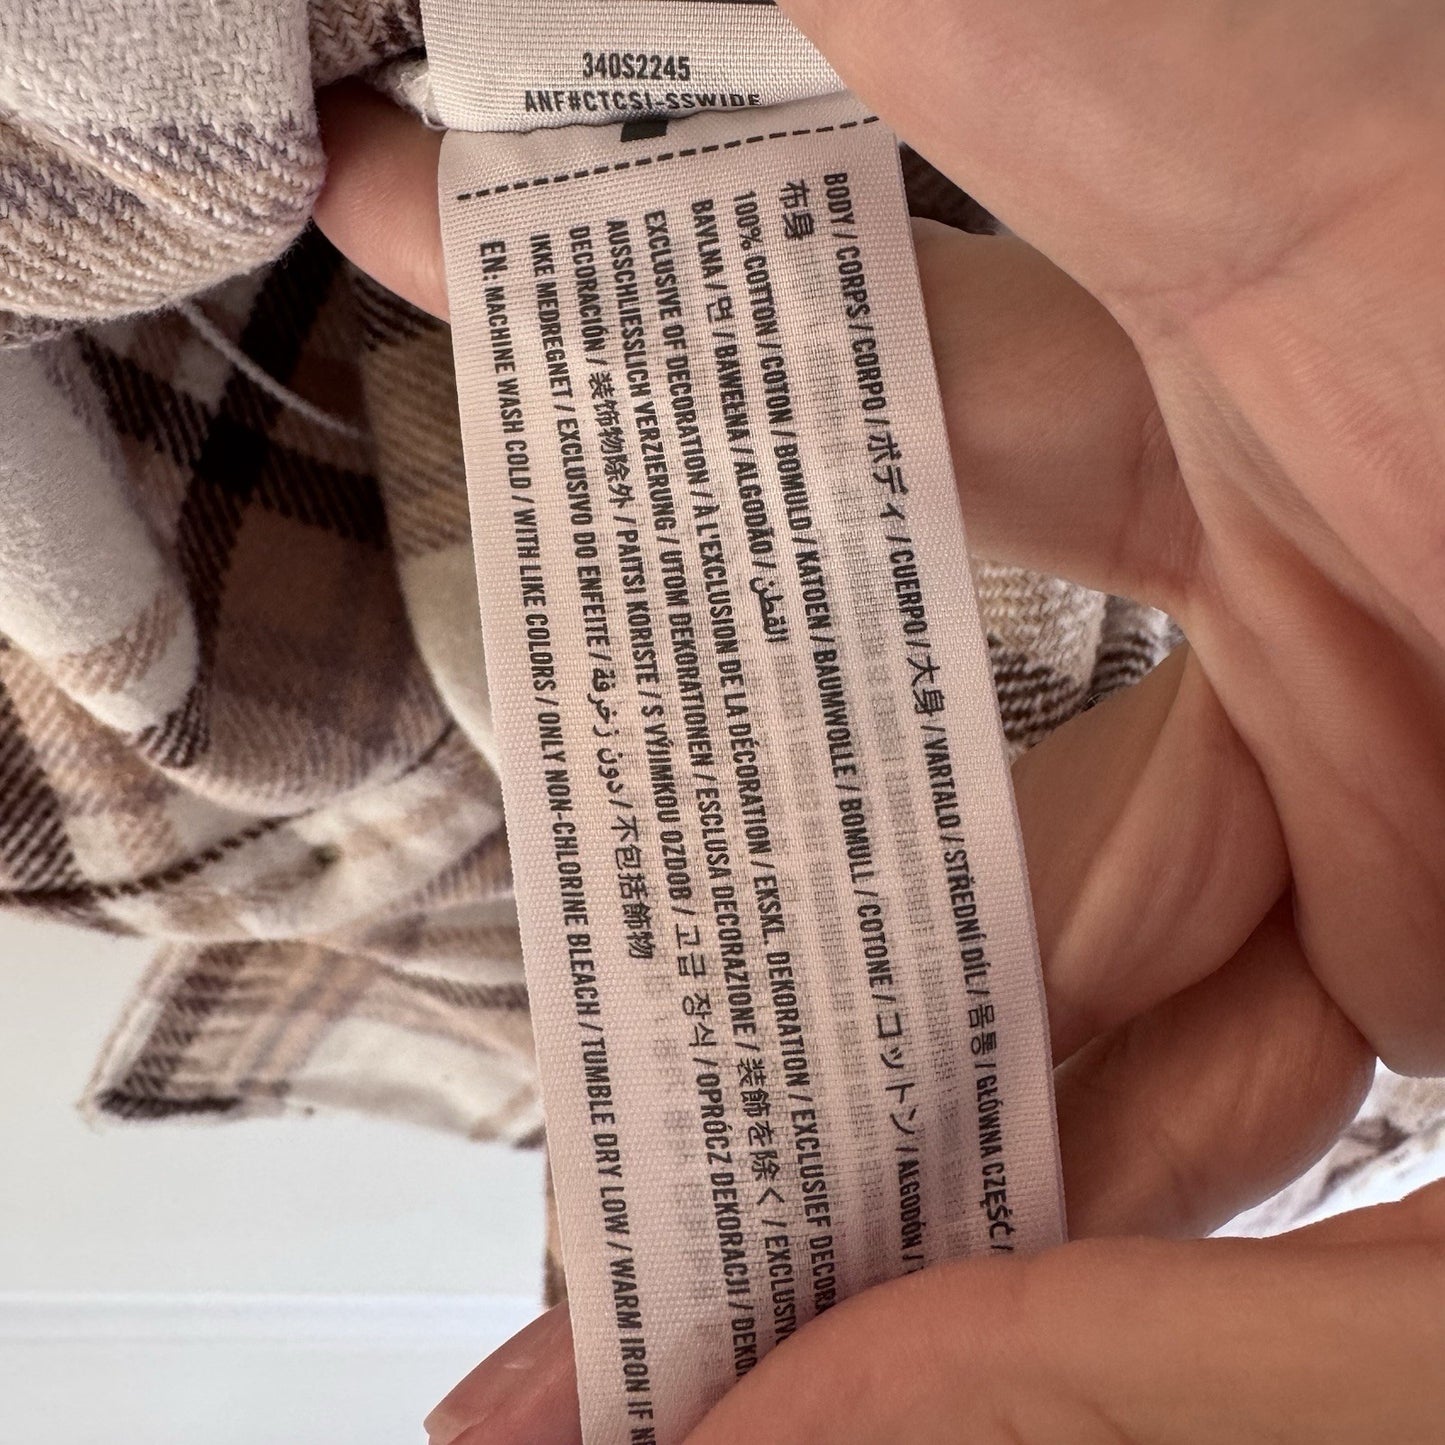 340S2245
ANF#CTCSI-SSWIDE
BODY / CORPS / CORPO / ボディ / CUERPO / 大身 / VARTALO / STŘEDNÍ DÍL / 몸통 / GŁÓWNA CZĘŚĆ /
布身
100% COTTON / COTON / BOMULD / KATOEN / BAUMWOLLE / BOMULL / COTONE / コットン / ALGODÓN /
BAVLNA / 면 / BAWEŁNA / ALGODÃO / القطن
EXCLUSIVE OF DECORATION / À L'EXCLUSION DE LA DÉCORATION / EKSKL. DEKORATION / EXCLUSIEF DECORA
AUSSCHLIESSLICH VERZIERUNG / UTOM DEKORATIONEN / ESCLUSA DECORAZIONE / 装飾を除く / EXCLUSIV
DECORACIÓN / 装飾物除外 / PAITSI KORISTE / S VÝJIMKOU OZDOB / 고급 장식 / OPRÓCZ DEKORACJI / DEKO
IKKE MEDREGNET / EXCLUSIVO DO ENFEITE / دون زخرفة / 不包括飾物
EN: MACHINE WASH COLD / WITH LIKE COLORS / ONLY NON-CHLORINE BLEACH / TUMBLE DRY LOW / WARM IRON IF NE